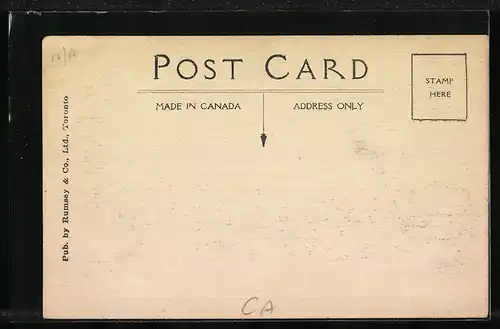 N/A
POST CARD
STAMP
HERE
MADE IN CANADA
ADDRESS ONLY
Pub. by Rumsey & Co., Ltd., Toronto
CA